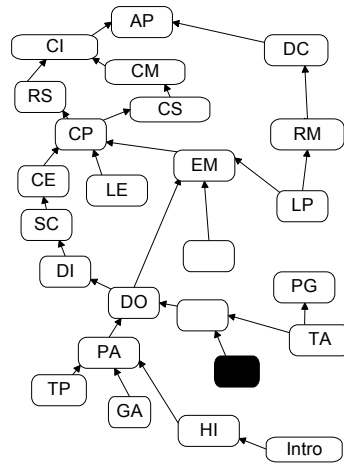 AP
CI
DC
CM
RS
CS
CP
RM
EM
CE
LE
LP
SC
DI
PG
DO
TA
PA
TP
GA
HI
Intro